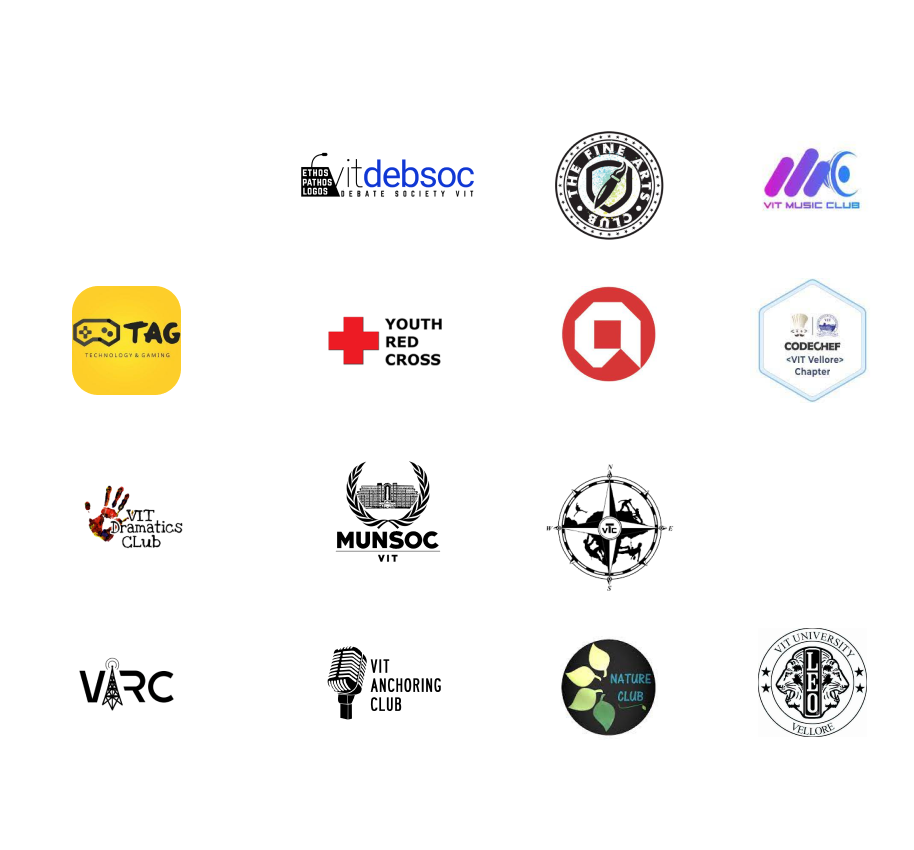 ETHOS
PATHOS
LOGOS
vitdebsoc
DEBATE SOCIETY VIT
THE FINE ARTS
• CLUB •
VIT MUSIC CLUB
TAG
TECHNOLOGY & GAMING
YOUTH
RED
CROSS
CODECHEF
<VIT Vellore>
Chapter
VIT
Dramatics
CLub
MUNSOC
VIT
N
W
VTC
E
S
VARC
VIT
ANCHORING
CLUB
NATURE
CLUB
VIT UNIVERSITY
LEO
VELLORE